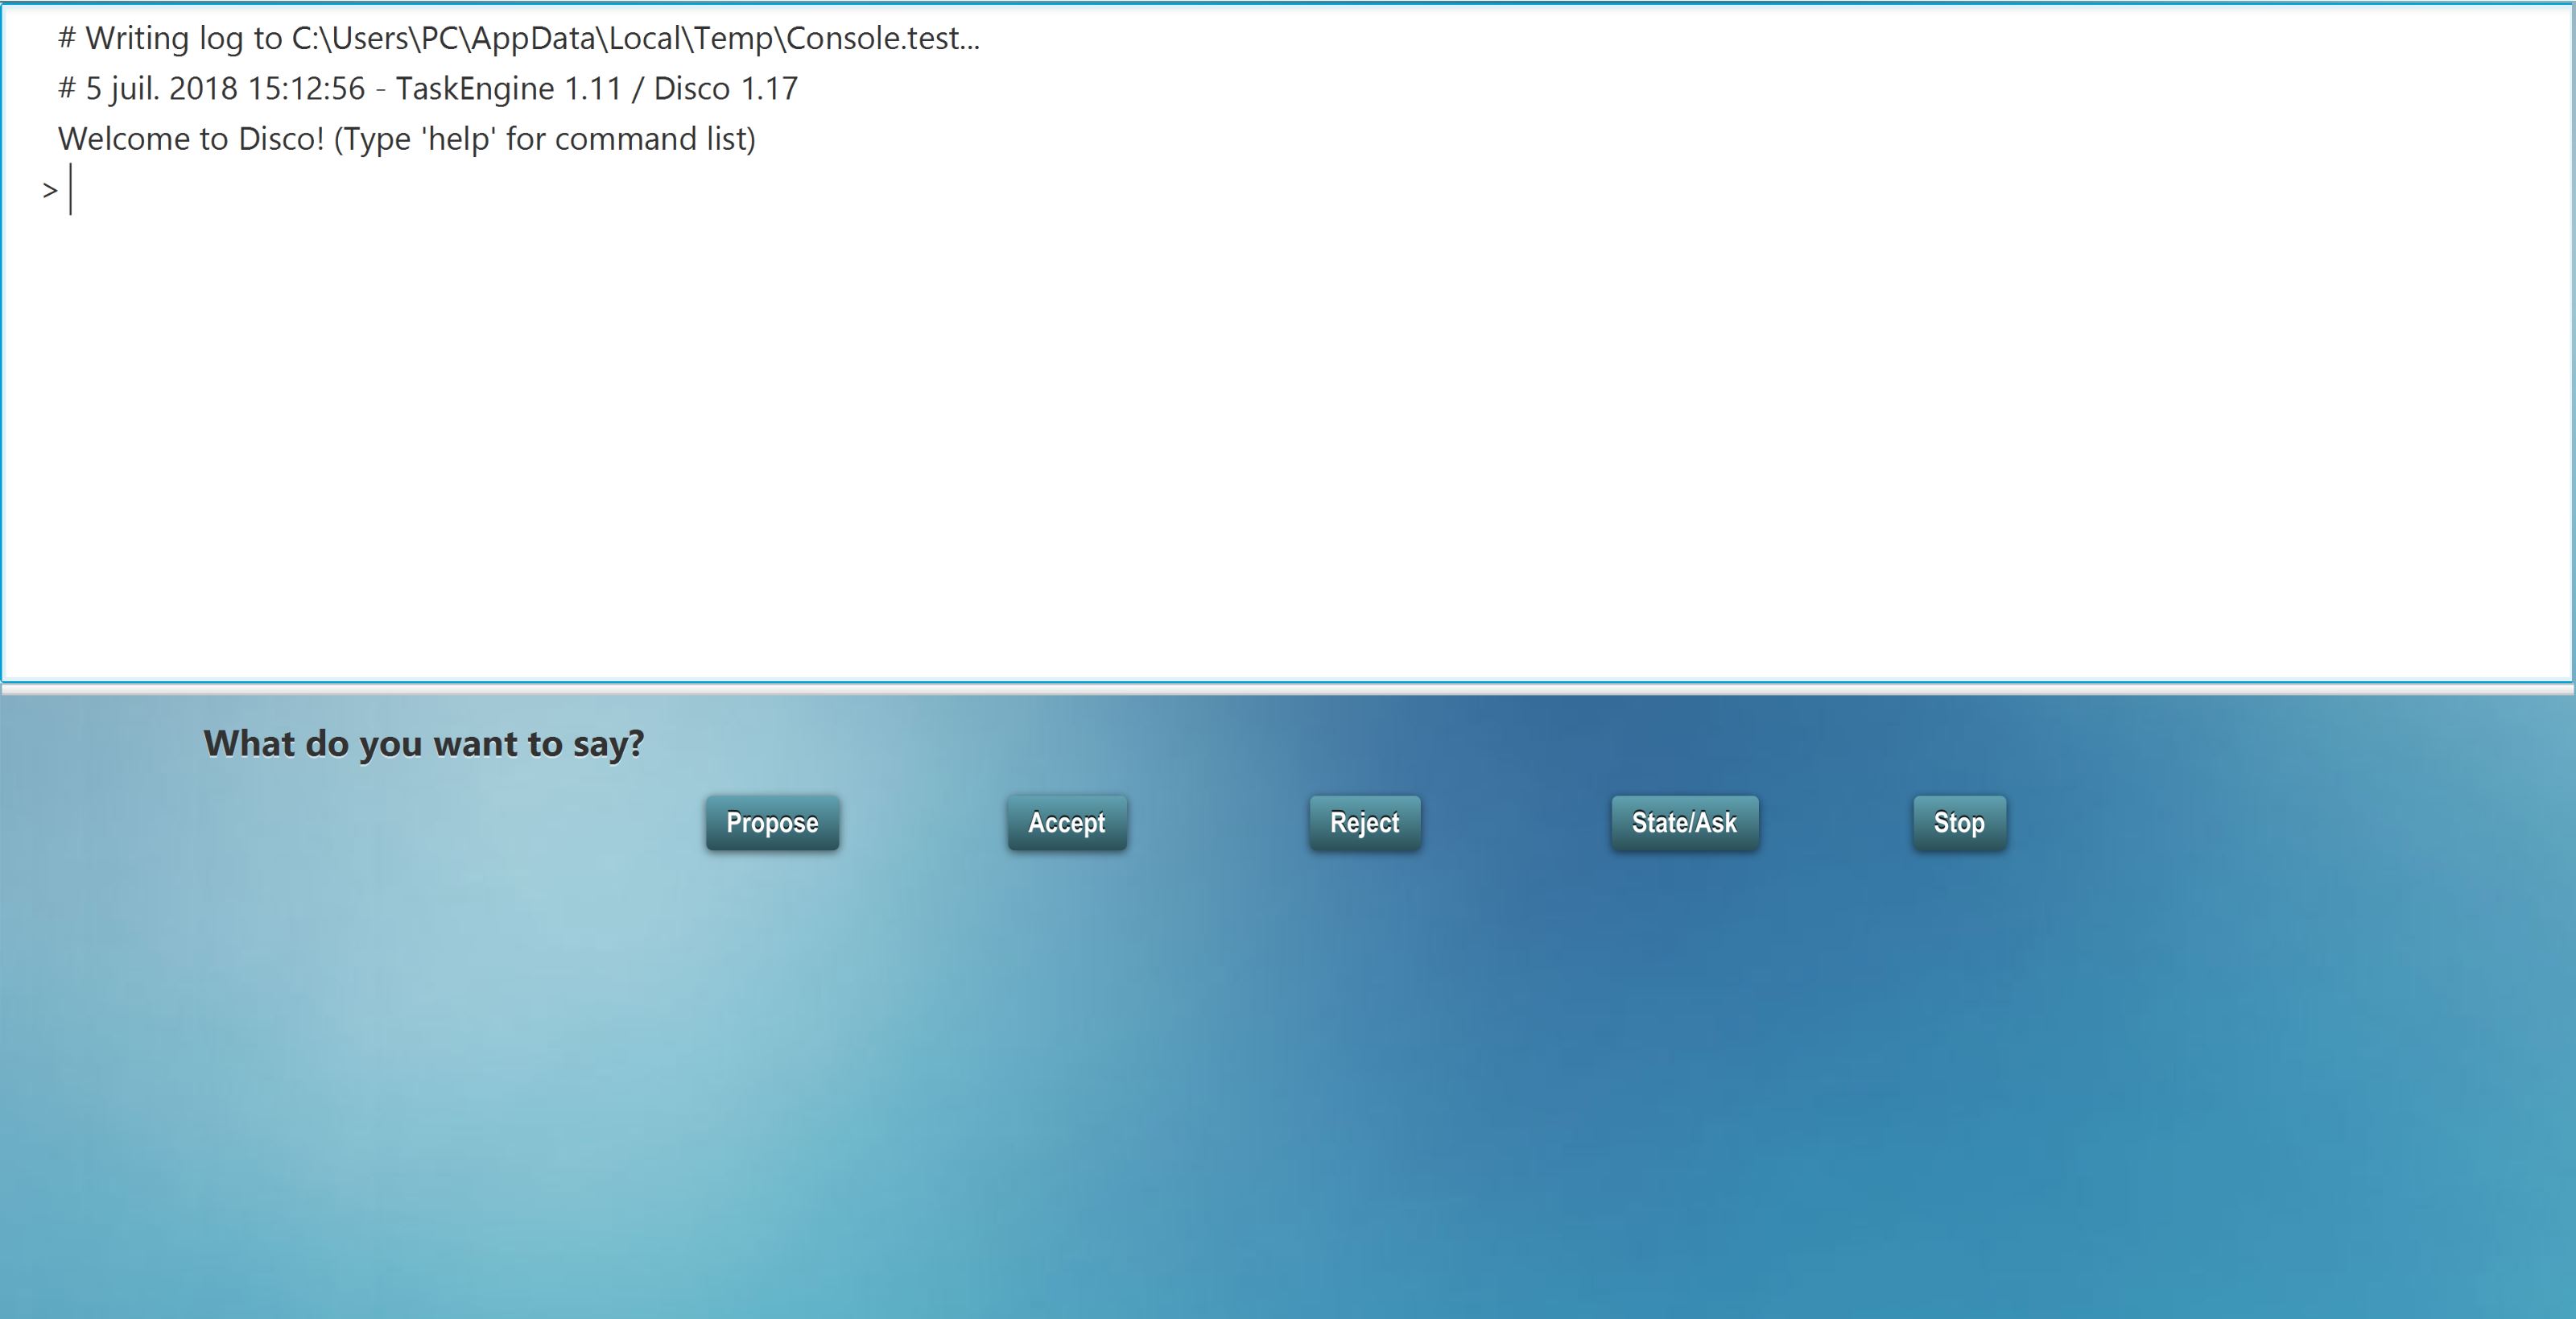 # Writing log to C:\Users\PC\AppData\Local\Temp\Console.test...
# 5 juil. 2018 15:12:56 - TaskEngine 1.11 / Disco 1.17
Welcome to Disco! (Type 'help' for command list)
>
What do you want to say?
Propose Accept Reject State/Ask Stop